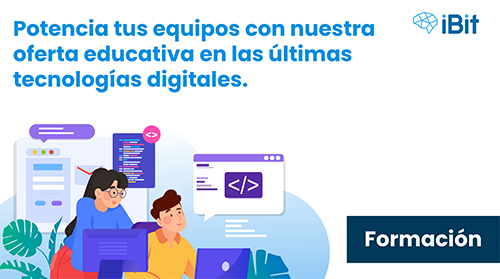 Potencia tus equipos con nuestra
oferta educativa en las últimas
tecnologías digitales.
iBit
</>
Formación